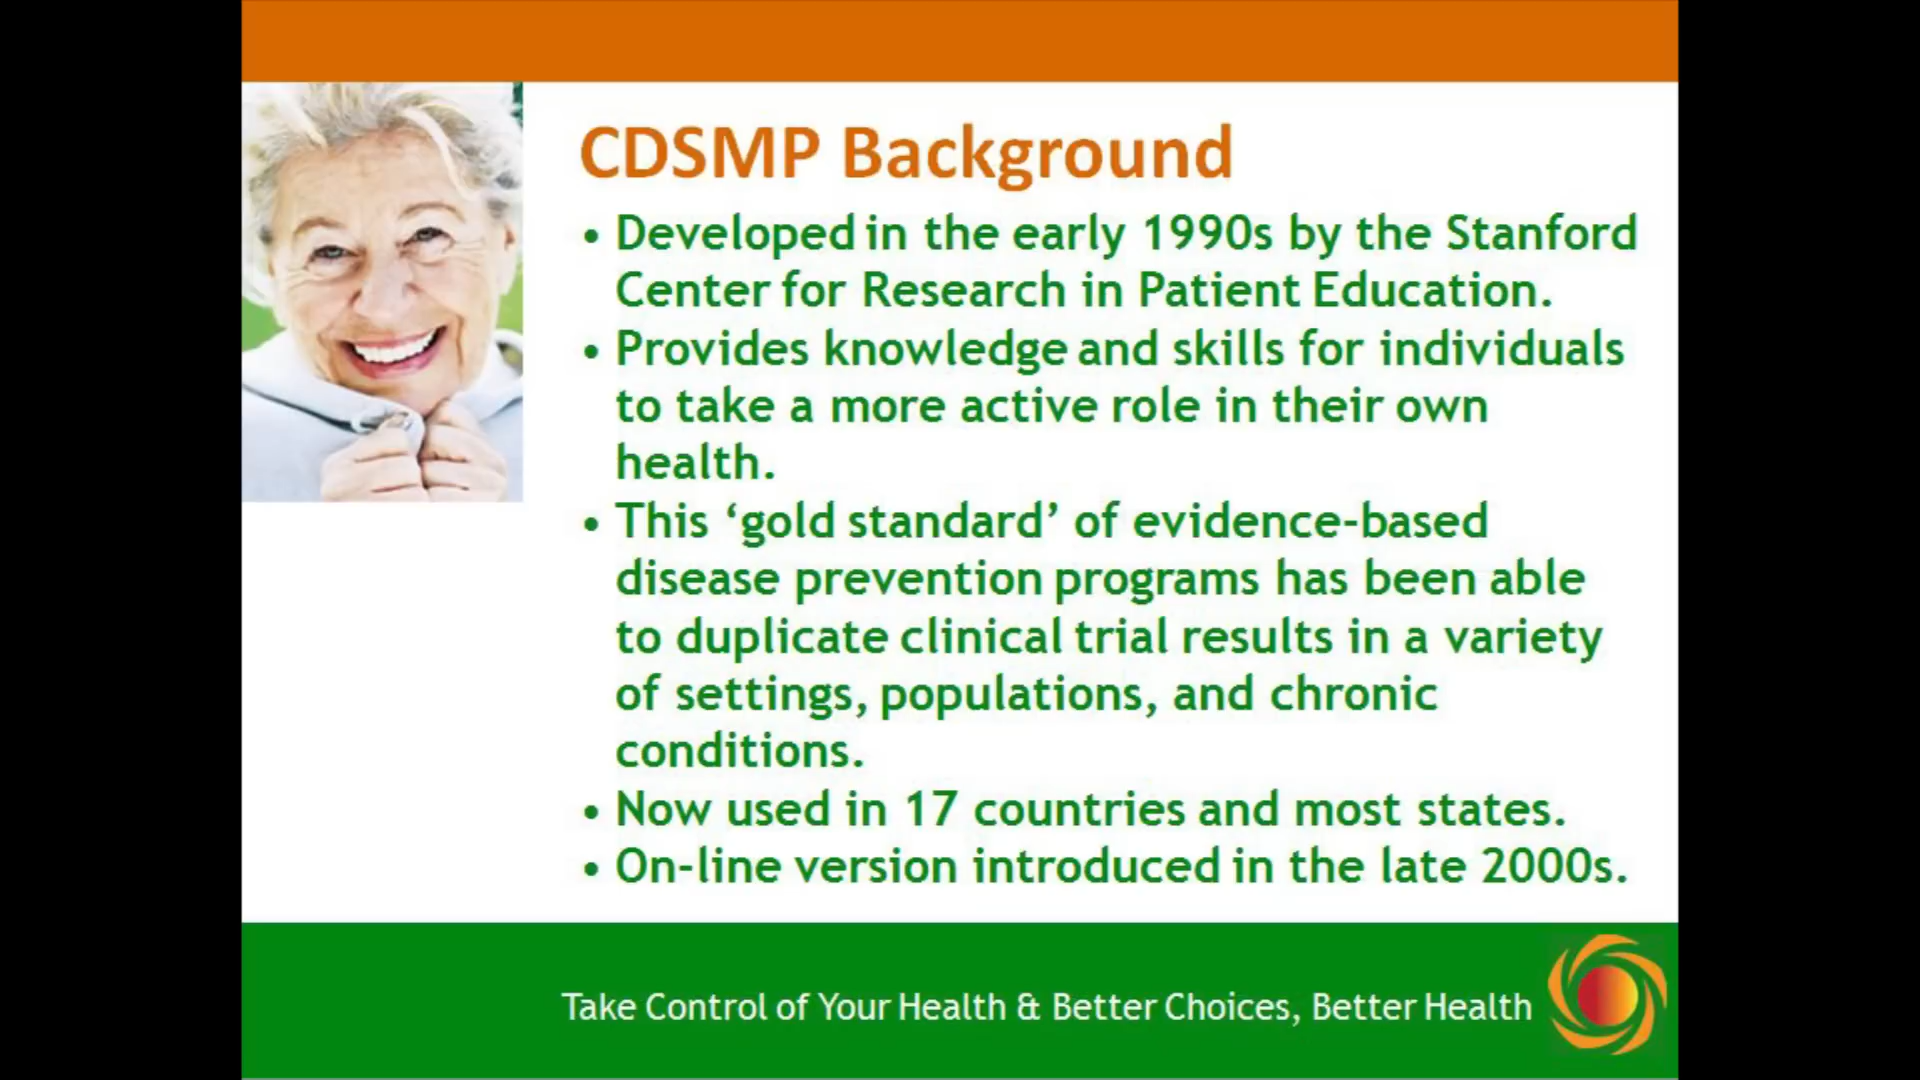 CDSMP Background
• Developed in the early 1990s by the Stanford
Center for Research in Patient Education.
• Provides knowledge and skills for individuals
to take a more active role in their own
health.
• This ‘gold standard’ of evidence-based
disease prevention programs has been able
to duplicate clinical trial results in a variety
of settings, populations, and chronic
conditions.
• Now used in 17 countries and most states.
• On-line version introduced in the late 2000s.
Take Control of Your Health & Better Choices, Better Health